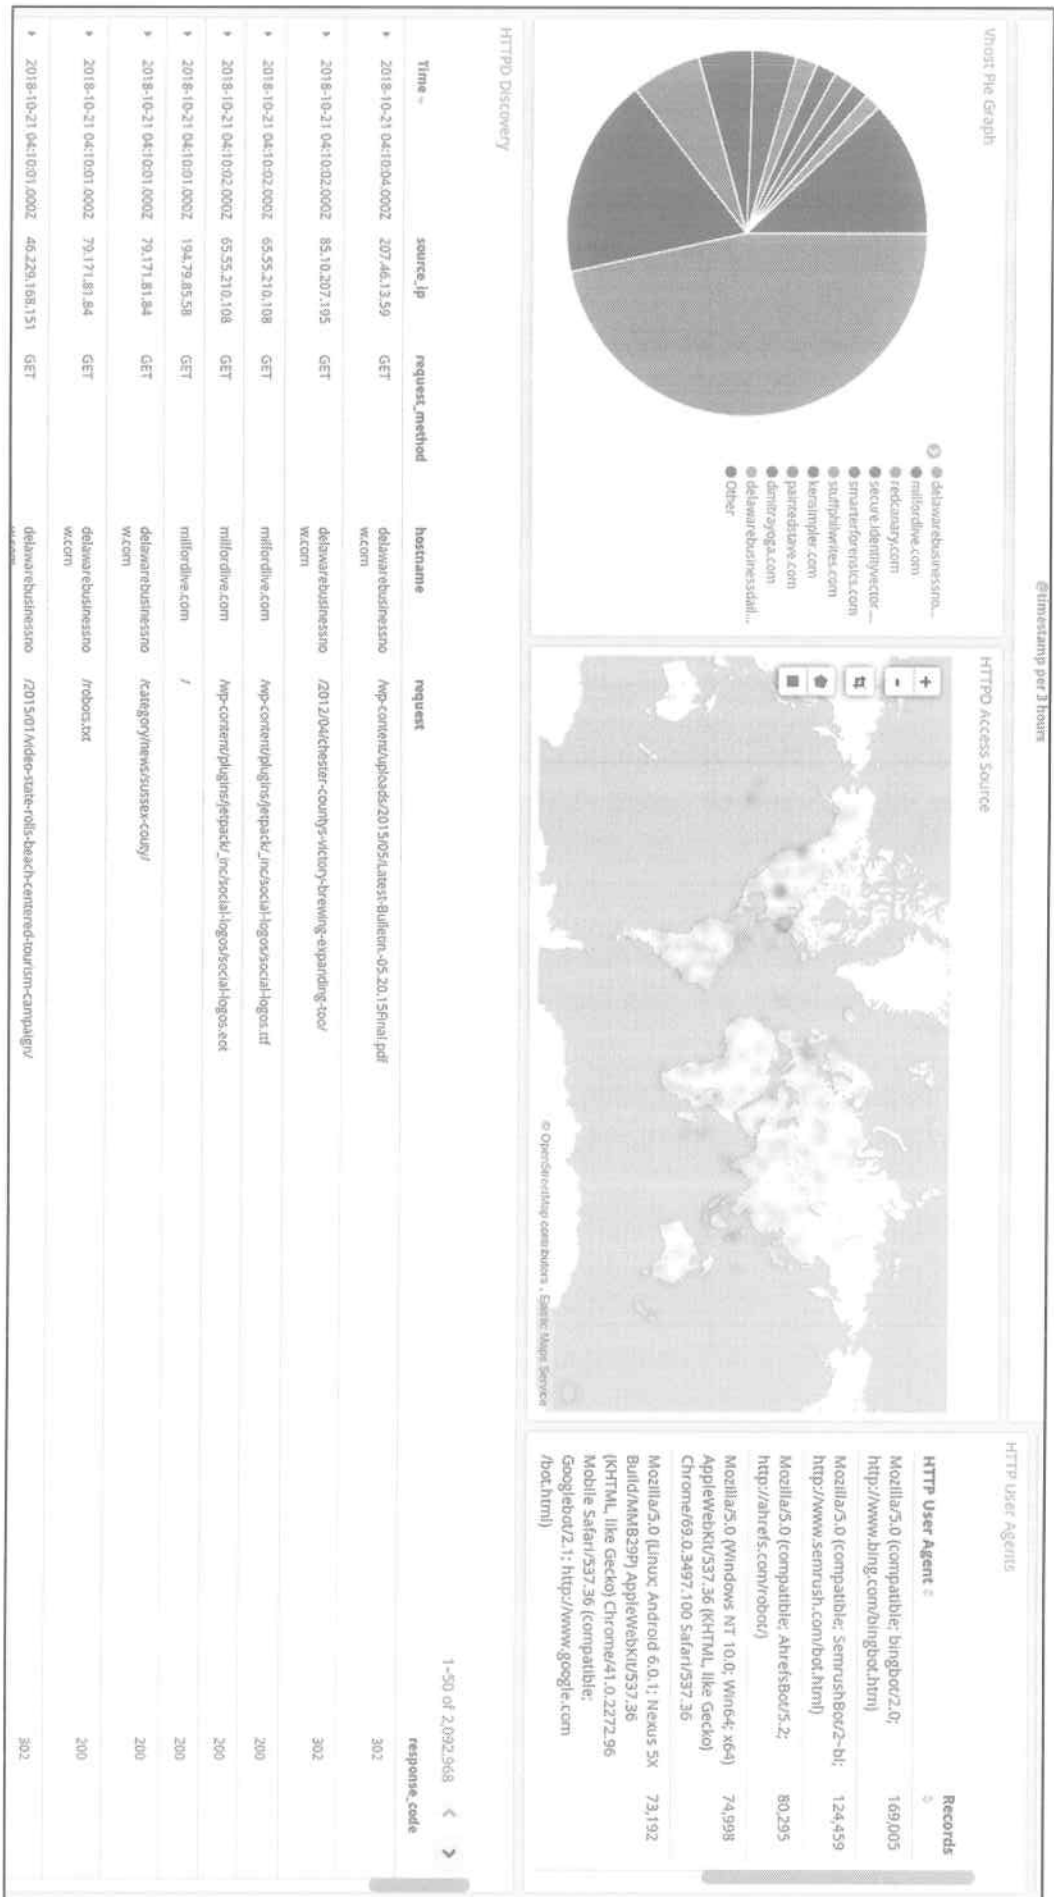 @timestamp per 3 hours
Vhost Pie Graph
delawarebusinessno...
milfordlive.com
redcanary.com
secure.identityvector....
smarterforensics.com
stuffphilwrites.com
kensimpler.com
paintedstave.com
dimitrayoga.com
delawarebusinessdail...
Other
HTTPD Access Source
+
-
© OpenStreetMap contributors , Elastic Maps Service
HTTP User Agents
HTTP User Agent
Records
Mozilla/5.0 (compatible; bingbot/2.0;
http://www.bing.com/bingbot.htm)
169,005
Mozilla/5.0 (compatible; SemrushBot/2~bl;
http://www.semrush.com/bot.html)
124,459
Mozilla/5.0 (compatible; AhrefsBot/5.2;
http://ahrefs.com/robot/)
80,295
Mozilla/5.0 (Windows NT 10.0; Win64; x64)
AppleWebKit/537.36 (KHTML, like Gecko)
Chrome/69.0.3497.100 Safari/537.36
74,998
Mozilla/5.0 (Linux; Android 6.0.1; Nexus 5X
Build/MMB29P) AppleWebKit/537.36
(KHTML, like Gecko) Chrome/41.0.2272.96
Mobile Safari/537.36 (compatible;
Googlebot/2.1; http://www.google.com
/bot.html)
73,192
HTTPD Discovery
1–50 of 2,092,968 < >
Time source_ip request_method hostname request response_code
2018-10-21 04:10:04.000Z 207.46.13.59 GET delawarebusinessno /wp-content/uploads/2015/05/Latest-Bulletin.-05.20.15Final.pdf 302
w.com
2018-10-21 04:10:02.000Z 85.10.207.195 GET delawarebusinessno /2012/04/chester-countys-victory-brewing-expanding-too/ 302
w.com
2018-10-21 04:10:02.000Z 65.55.210.108 GET milfordlive.com /wp-content/plugins/jetpack/_inc/social-logos/social-logos.ttf 200
2018-10-21 04:10:02.000Z 65.55.210.108 GET milfordlive.com /wp-content/plugins/jetpack/_inc/social-logos/social-logos.eot 200
2018-10-21 04:10:01.000Z 194.79.85.58 GET milfordlive.com / 200
2018-10-21 04:10:01.000Z 79.171.81.84 GET delawarebusinessno /category/news/sussex-couty/ 200
w.com
2018-10-21 04:10:01.000Z 79.171.81.84 GET delawarebusinessno /robots.txt 200
w.com
2018-10-21 04:10:01.000Z 46.229.168.151 GET delawarebusinessno /2015/01/video-state-rolls-beach-centered-tourism-campaign/ 302